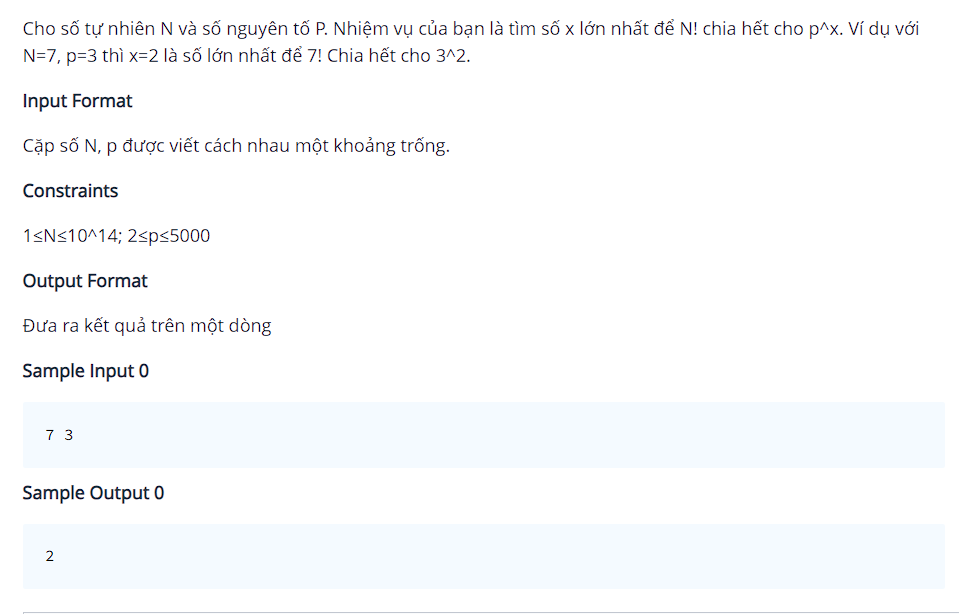 Cho số tự nhiên N và số nguyên tố P. Nhiệm vụ của bạn là tìm số x lớn nhất để N! chia hết cho p^x. Ví dụ với
N=7, p=3 thì x=2 là số lớn nhất để 7! Chia hết cho 3^2.
Input Format
Cặp số N, p được viết cách nhau một khoảng trống.
Constraints
1≤N≤10^14; 2≤p≤5000
Output Format
Đưa ra kết quả trên một dòng
Sample Input 0
7 3
Sample Output 0
2